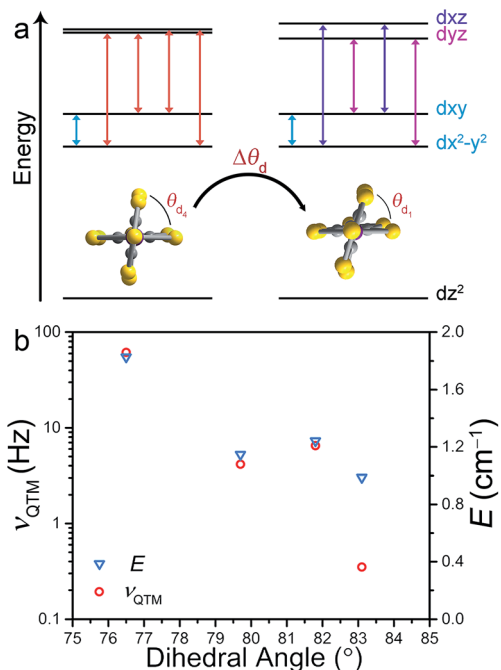 a
Energy
dxz
dyz
dxy
dx²-y²
Δθd
θd₄
θd₁
dz²
b
100
10
1
0.1
νQTM (Hz)
2.0
1.6
1.2
0.8
0.4
0.0
E (cm⁻¹)
E
νQTM
75 76 77 78 79 80 81 82 83 84 85
Dihedral Angle (°)